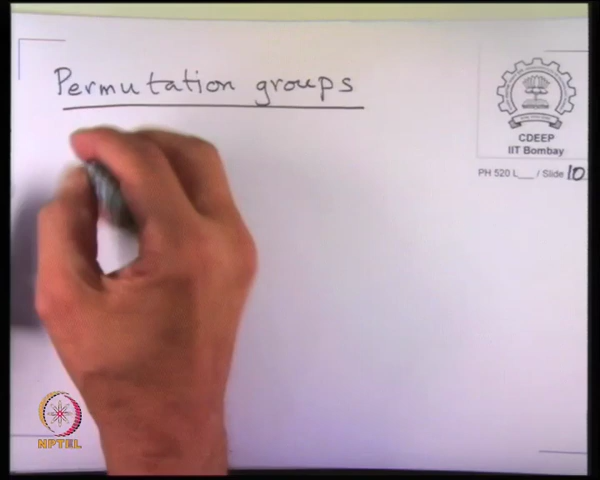 Permutation groups
CDEEP
IIT Bombay
PH 520 L___ / Slide 10
NPTEL